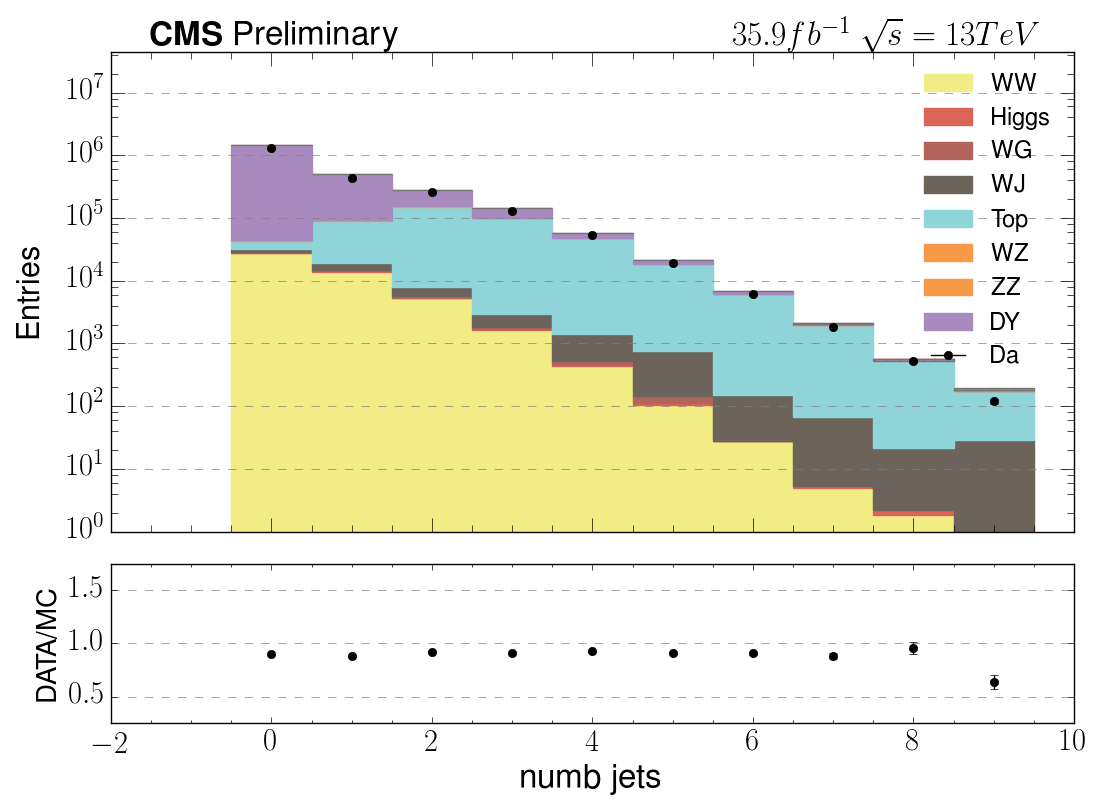 CMS Preliminary 35.9fb⁻¹ √s = 13TeV
Entries
10⁷
10⁶
10⁵
10⁴
10³
10²
10¹
10⁰
WW
Higgs
WG
WJ
Top
WZ
ZZ
DY
Da
DATA/MC
1.5
1.0
0.5
−2 0 2 4 6 8 10
numb jets